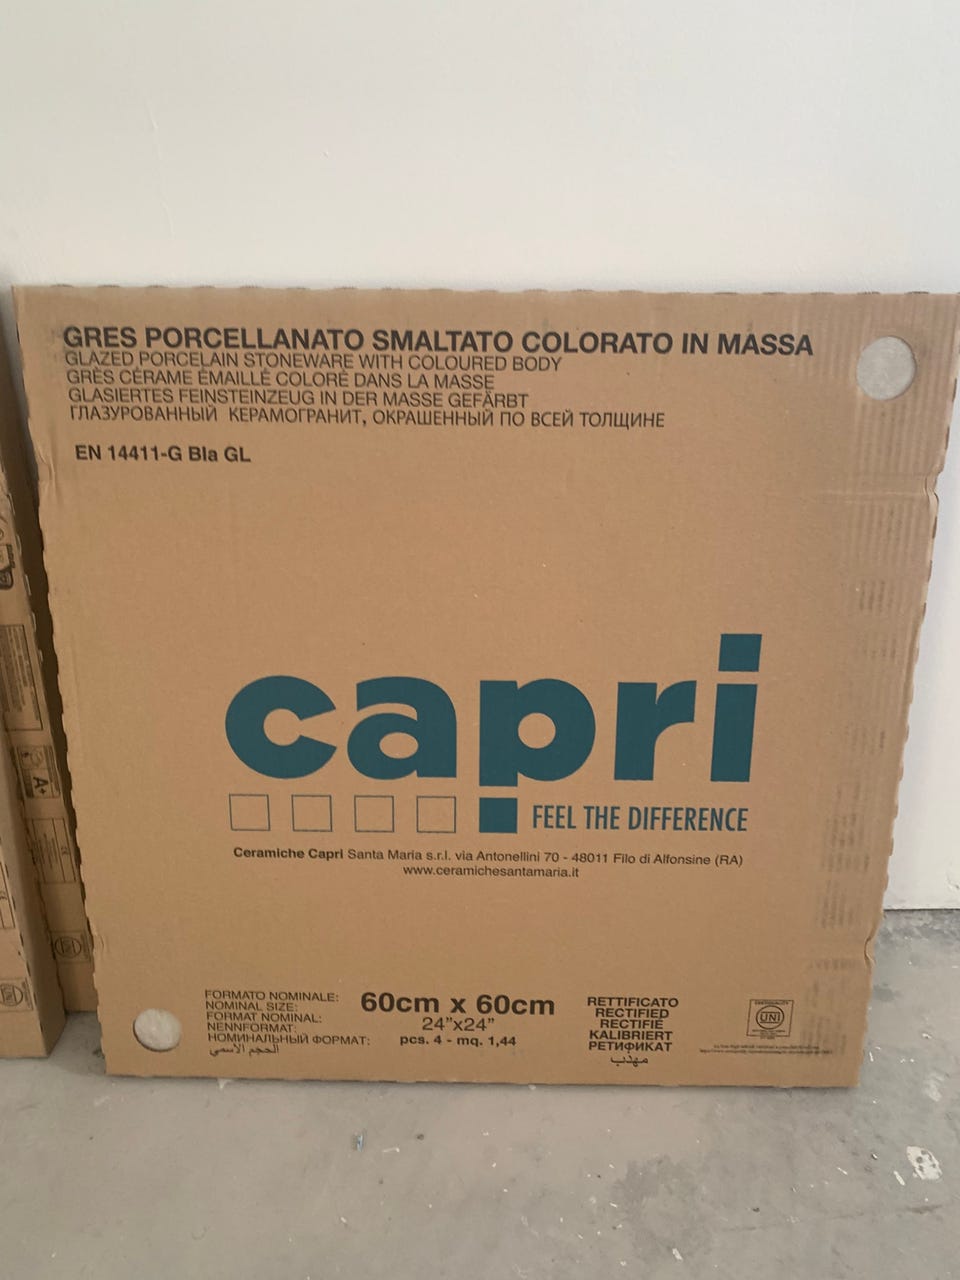 GRES PORCELLANATO SMALTATO COLORATO IN MASSA
GLAZED PORCELAIN STONEWARE WITH COLOURED BODY
GRÈS CÉRAME ÉMAILLÉ COLORÉ DANS LA MASSE
GLASIERTES FEINSTEINZEUG IN DER MASSE GEFÄRBT
ГЛАЗУРОВАННЫЙ КЕРАМОГРАНИТ, ОКРАШЕННЫЙ ПО ВСЕЙ ТОЛЩИНЕ
EN 14411-G BIa GL
capri
FEEL THE DIFFERENCE
Ceramiche Capri Santa Maria s.r.l. via Antonellini 70 - 48011 Filo di Alfonsine (RA)
www.ceramichesantamaria.it
FORMATO NOMINALE:
NOMINAL SIZE:
FORMAT NOMINAL:
NENNFORMAT:
НОМИНАЛЬНЫЙ ФОРМАТ:
الحجم الاسمي
60cm x 60cm
24"x24"
pcs. 4 - mq. 1,44
RETTIFICATO
RECTIFIED
RECTIFIÉ
KALIBRIERT
РЕТИФИКАТ
مهذب
UNI
A+